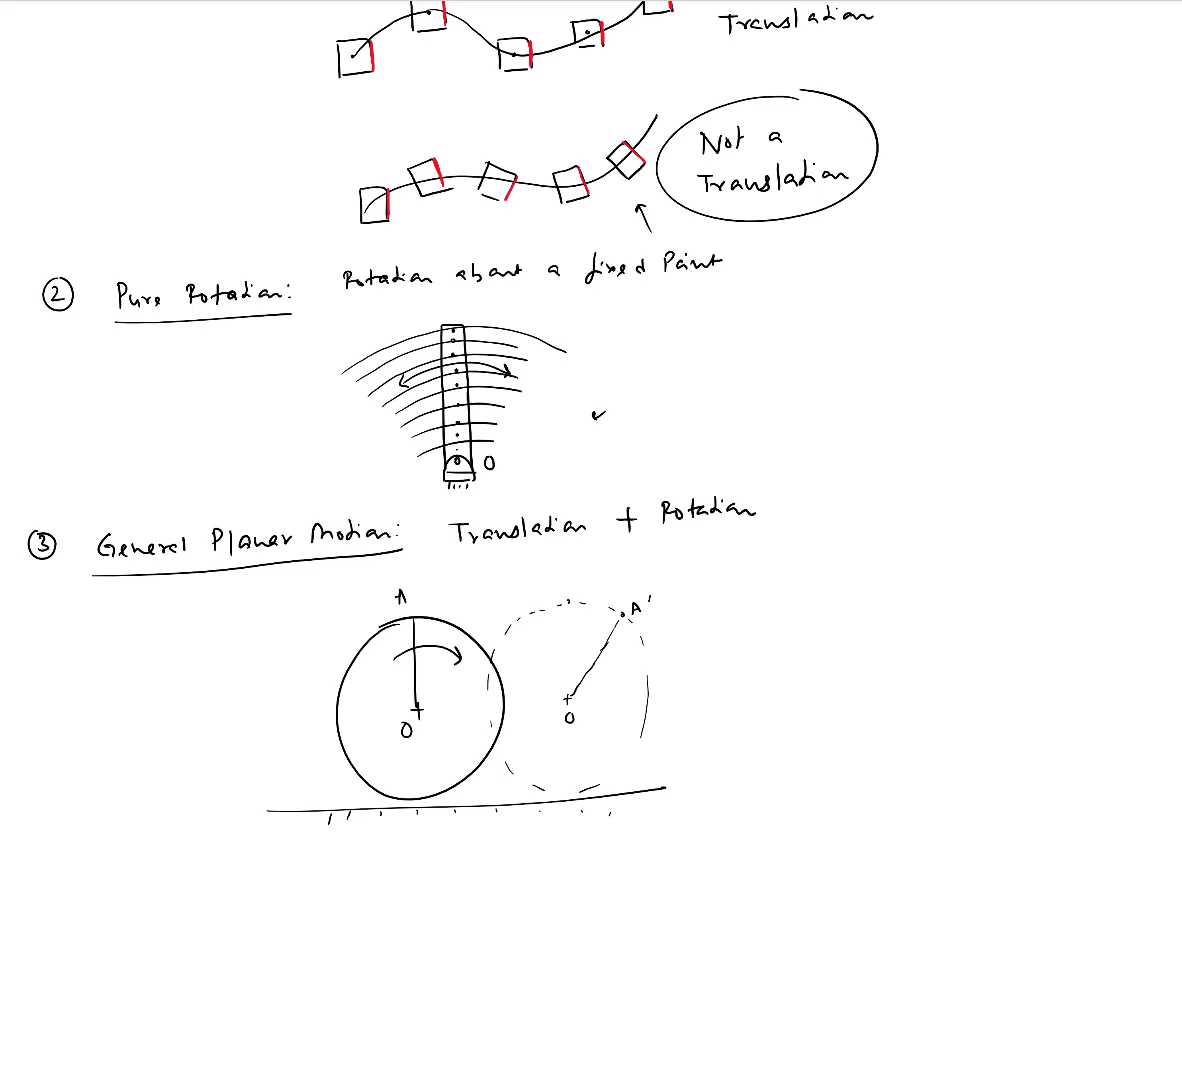 Translation
Not a
Translation
② Pure Rotation: Rotation about a fixed Point
O
③ General Planar Motion: Translation + Rotation
A
A'
O
O